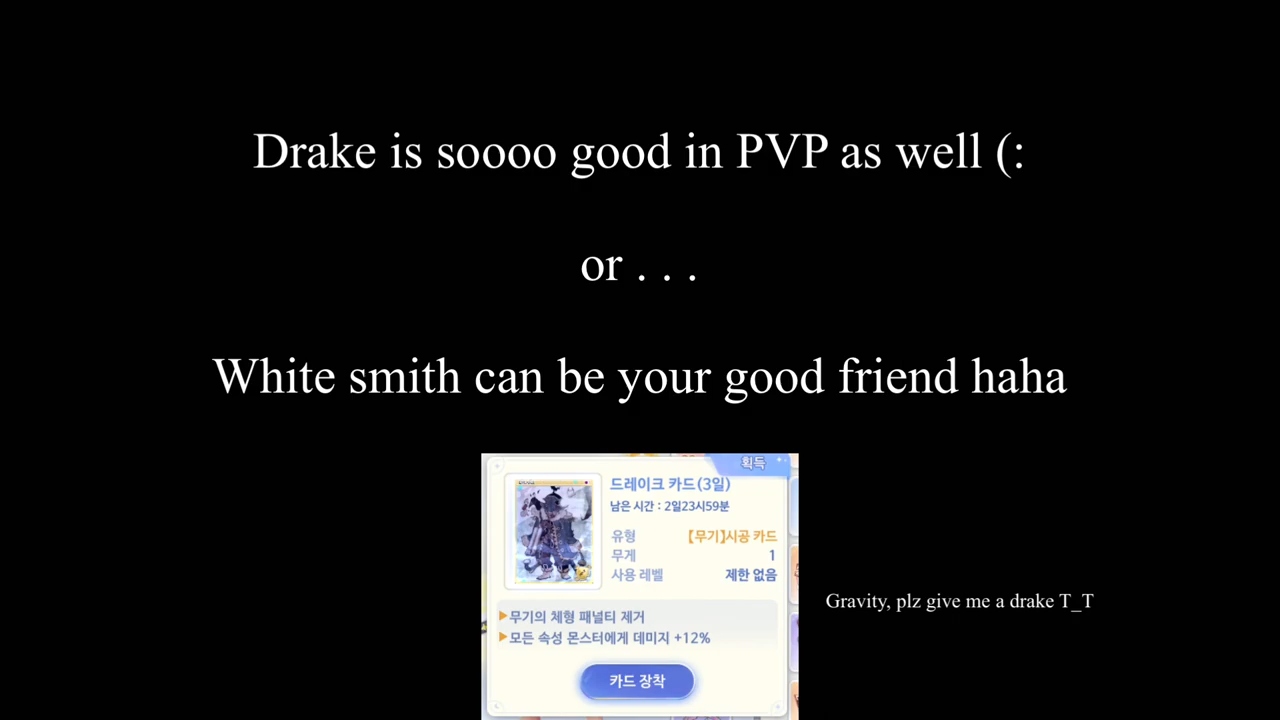 Drake is soooo good in PVP as well (:
or . . .
White smith can be your good friend haha
획득
드레이크 카드(3일)
남은 시간 : 2일23시59분
유형 【무기】시공 카드
무게 1
사용 레벨 제한 없음
▶무기의 체형 패널티 제거
▶모든 속성 몬스터에게 데미지 +12%
카드 장착
Gravity, plz give me a drake T_T